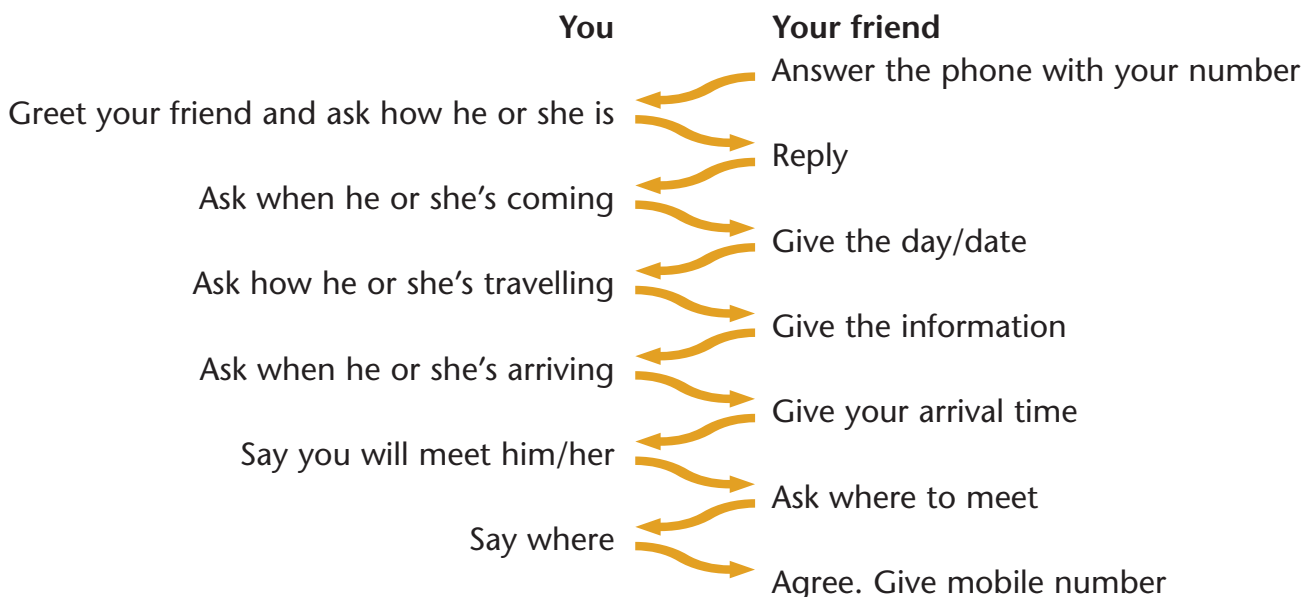 You Your friend
Answer the phone with your number
Greet your friend and ask how he or she is
Reply
Ask when he or she’s coming
Give the day/date
Ask how he or she’s travelling
Give the information
Ask when he or she’s arriving
Give your arrival time
Say you will meet him/her
Ask where to meet
Say where
Agree. Give mobile number